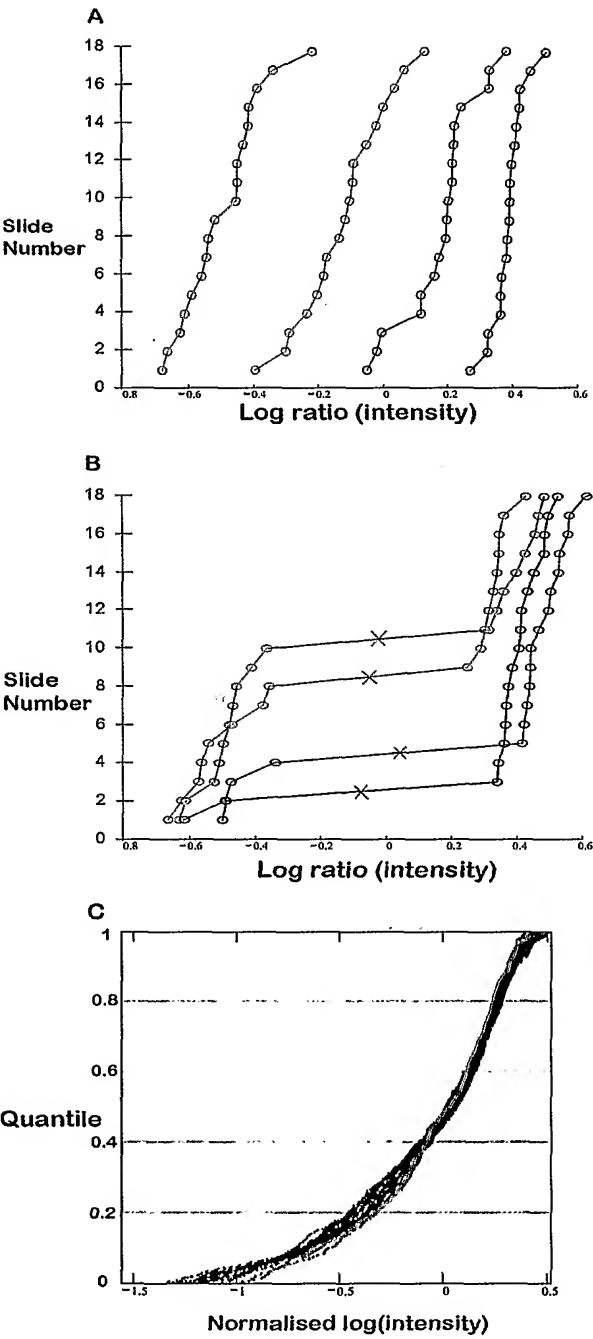 A
18
16
14
12
10
8
6
4
2
0
Slide
Number
0.8 −0.6 −0.4 −0.2 0 0.2 0.4 0.6
Log ratio (intensity)
B
18
16
14
12
10
8
6
4
2
0
Slide
Number
0.8 −0.6 −0.4 −0.2 0 0.2 0.4 0.6
Log ratio (intensity)
C
1
0.8
0.6
0.4
0.2
0
Quantile
−1.5 −1 −0.5 0 0.5
Normalised log(intensity)